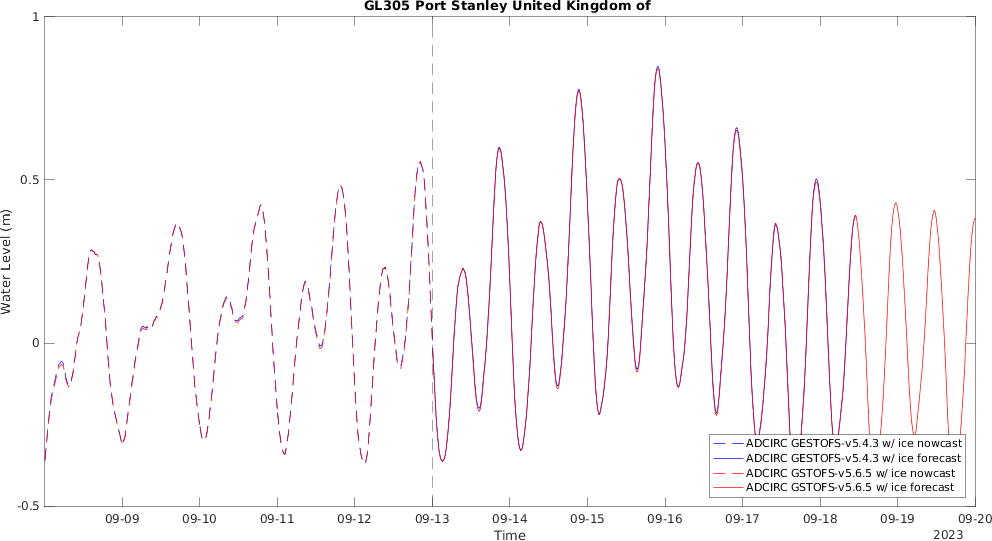 GL305 Port Stanley United Kingdom of
1
0.5
0
-0.5
Water Level (m)
09-09 09-10 09-11 09-12 09-13 09-14 09-15 09-16 09-17 09-18 09-19 09-20
Time
2023
ADCIRC GESTOFS-v5.4.3 w/ ice nowcast
ADCIRC GESTOFS-v5.4.3 w/ ice forecast
ADCIRC GSTOFS-v5.6.5 w/ ice nowcast
ADCIRC GSTOFS-v5.6.5 w/ ice forecast